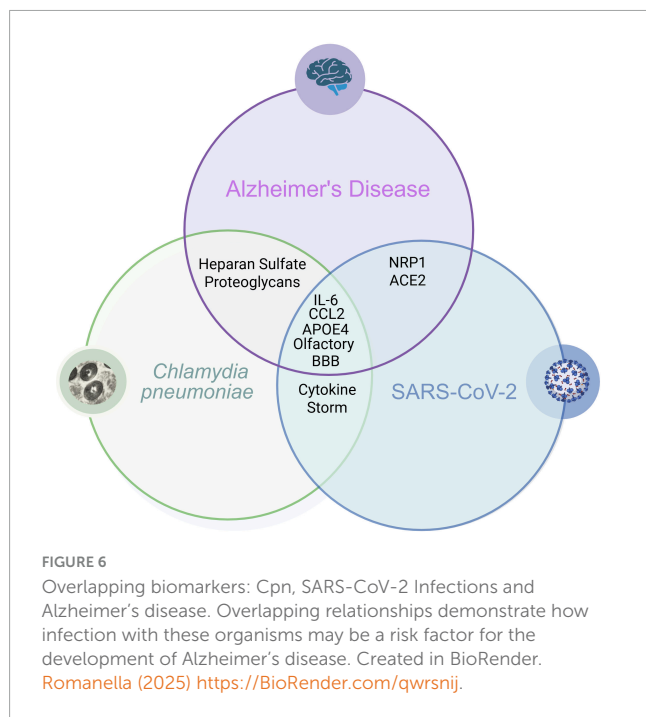 Alzheimer's Disease
Heparan Sulfate
Proteoglycans
NRP1
ACE2
IL-6
CCL2
APOE4
Olfactory
BBB
Chlamydia
pneumoniae
Cytokine
Storm
SARS-CoV-2
FIGURE 6
Overlapping biomarkers: Cpn, SARS-CoV-2 Infections and
Alzheimer’s disease. Overlapping relationships demonstrate how
infection with these organisms may be a risk factor for the
development of Alzheimer’s disease. Created in BioRender.
Romanella (2025) https://BioRender.com/qwrsnij.